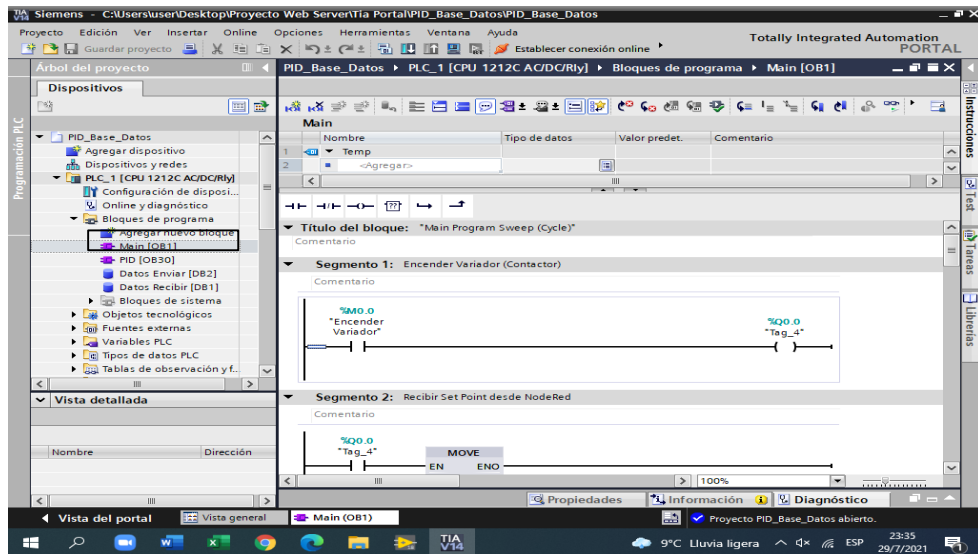 Siemens - C:\Users\user\Desktop\Proyecto Web Server\Tia Portal\PID_Base_Datos\PID_Base_Datos
Proyecto Edición Ver Insertar Online Opciones Herramientas Ventana Ayuda
Totally Integrated Automation
PORTAL
Guardar proyecto
Establecer conexión online
Árbol del proyecto
PID_Base_Datos PLC_1 [CPU 1212C AC/DC/Rly] Bloques de programa Main [OB1]
Dispositivos
Programación PLC
PID_Base_Datos
Agregar dispositivo
Dispositivos y redes
PLC_1 [CPU 1212C AC/DC/Rly]
Configuración de disposi...
Online y diagnóstico
Bloques de programa
Agregar nuevo bloque
Main [OB1]
PID [OB30]
Datos Enviar [DB2]
Datos Recibir [DB1]
Bloques de sistema
Objetos tecnológicos
Fuentes externas
Variables PLC
Tipos de datos PLC
Tablas de observación y f...
Vista detallada
Nombre Dirección
Main
Nombre Tipo de datos Valor predet. Comentario
1 Temp
2 <Agregar>
??
Título del bloque: "Main Program Sweep (Cycle)"
Comentario
Segmento 1: Encender Variador (Contactor)
Comentario
%M0.0
"Encender
Variador"
%Q0.0
"Tag_4"
Segmento 2: Recibir Set Point desde NodeRed
Comentario
%Q0.0
"Tag_4"
MOVE
EN ENO
100%
Instrucciones
Test
Tareas
Librerías
Propiedades Información Diagnóstico
Vista del portal Vista general Main (OB1) Proyecto PID_Base_Datos abierto.
TIA
V14
9°C Lluvia ligera ESP
23:35
29/7/2021